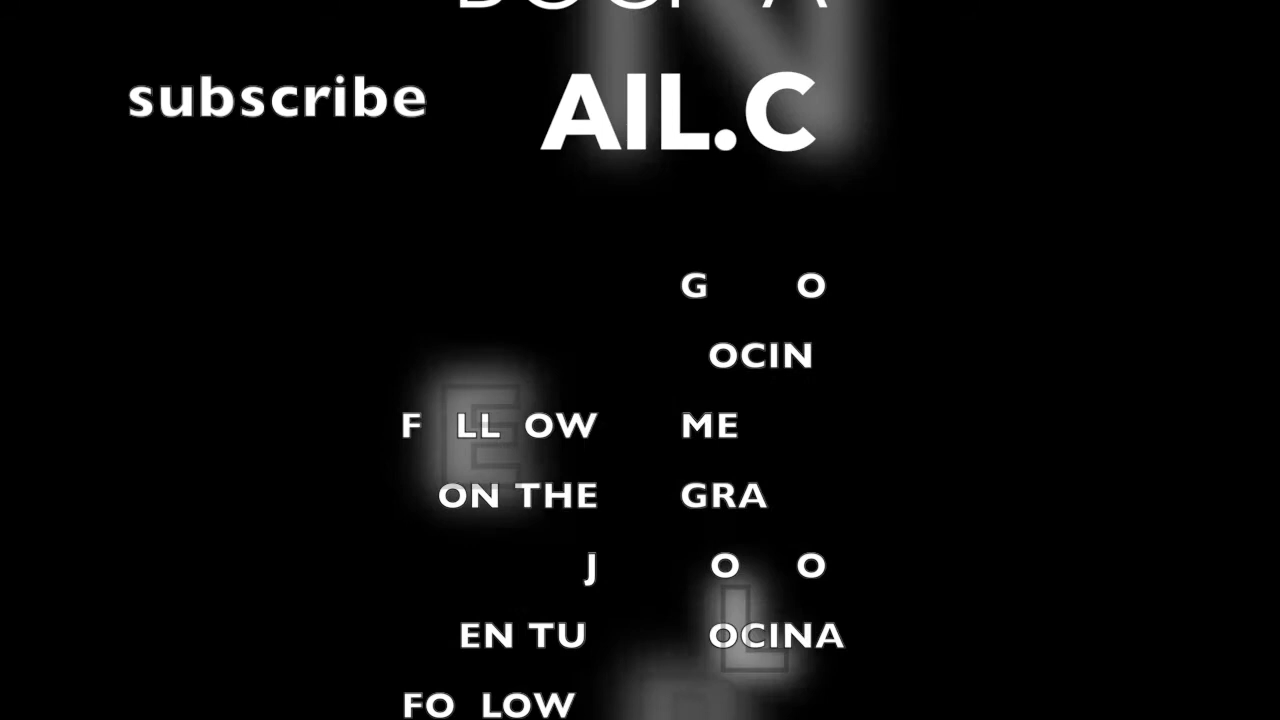 subscribe
AIL.C
G O
OCIN
F LL OW ME
ON THE GRA
J O O
EN TU OCINA
FO LOW